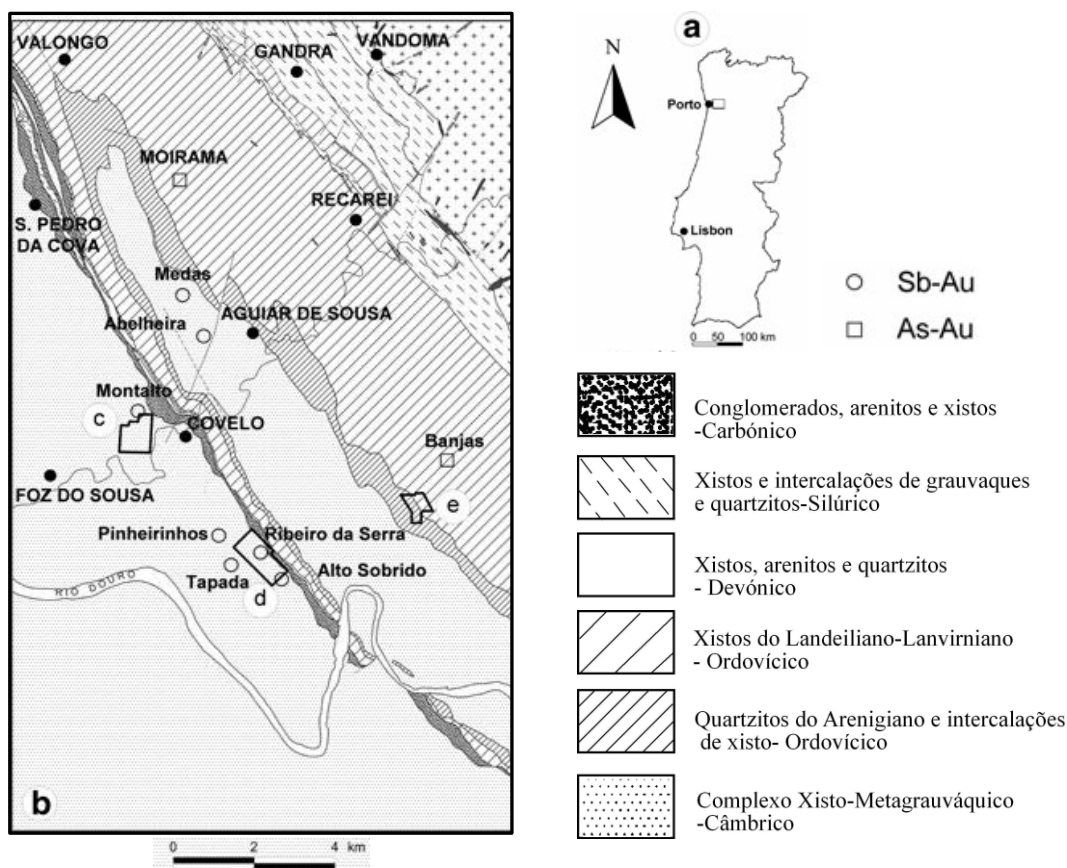 b
VALONGO
GANDRA
VANDOMA
MOIRAMA
RECAREI
S. PEDRO
DA COVA
Medas
Abelheira
AGUIAR DE SOUSA
Montalto
c
COVELO
Banjas
FOZ DO SOUSA
e
Pinheirinhos
Ribeiro da Serra
Tapada
Alto Sobrido
d
RIO DOURO
b
0 2 4 km
a
N
Porto
Lisbon
0 50 100 km
Sb-Au
As-Au
Conglomerados, arenitos e xistos
-Carbónico
Xistos e intercalações de grauvaques
e quartzitos-Silúrico
Xistos, arenitos e quartzitos
- Devónico
Xistos do Landeiliano-Lanvirniano
- Ordovícico
Quartzitos do Arenigiano e intercalações
de xisto- Ordovícico
Complexo Xisto-Metagrauváquico
-Câmbrico